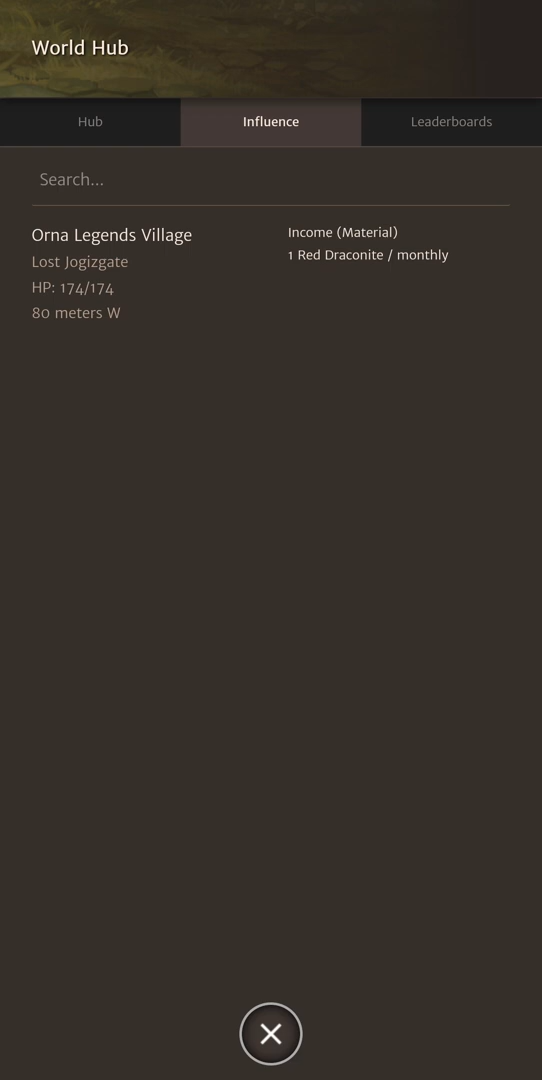 World Hub
Hub
Influence
Leaderboards
Search...
Orna Legends Village
Lost Jogizgate
HP: 174/174
80 meters W
Income (Material)
1 Red Draconite / monthly